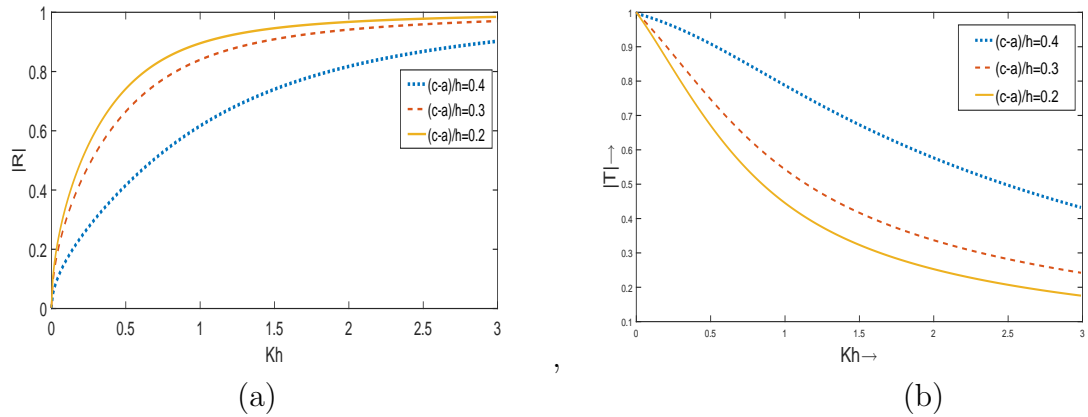 1
0.8
0.6
0.4
0.2
0
|R|
0 0.5 1 1.5 2 2.5 3
Kh
(c-a)/h=0.4
(c-a)/h=0.3
(c-a)/h=0.2
(a)
,
1
0.9
0.8
0.7
0.6
0.5
0.4
0.3
0.2
0.1
|T|→
0 0.5 1 1.5 2 2.5 3
Kh→
(c-a)/h=0.4
(c-a)/h=0.3
(c-a)/h=0.2
(b)